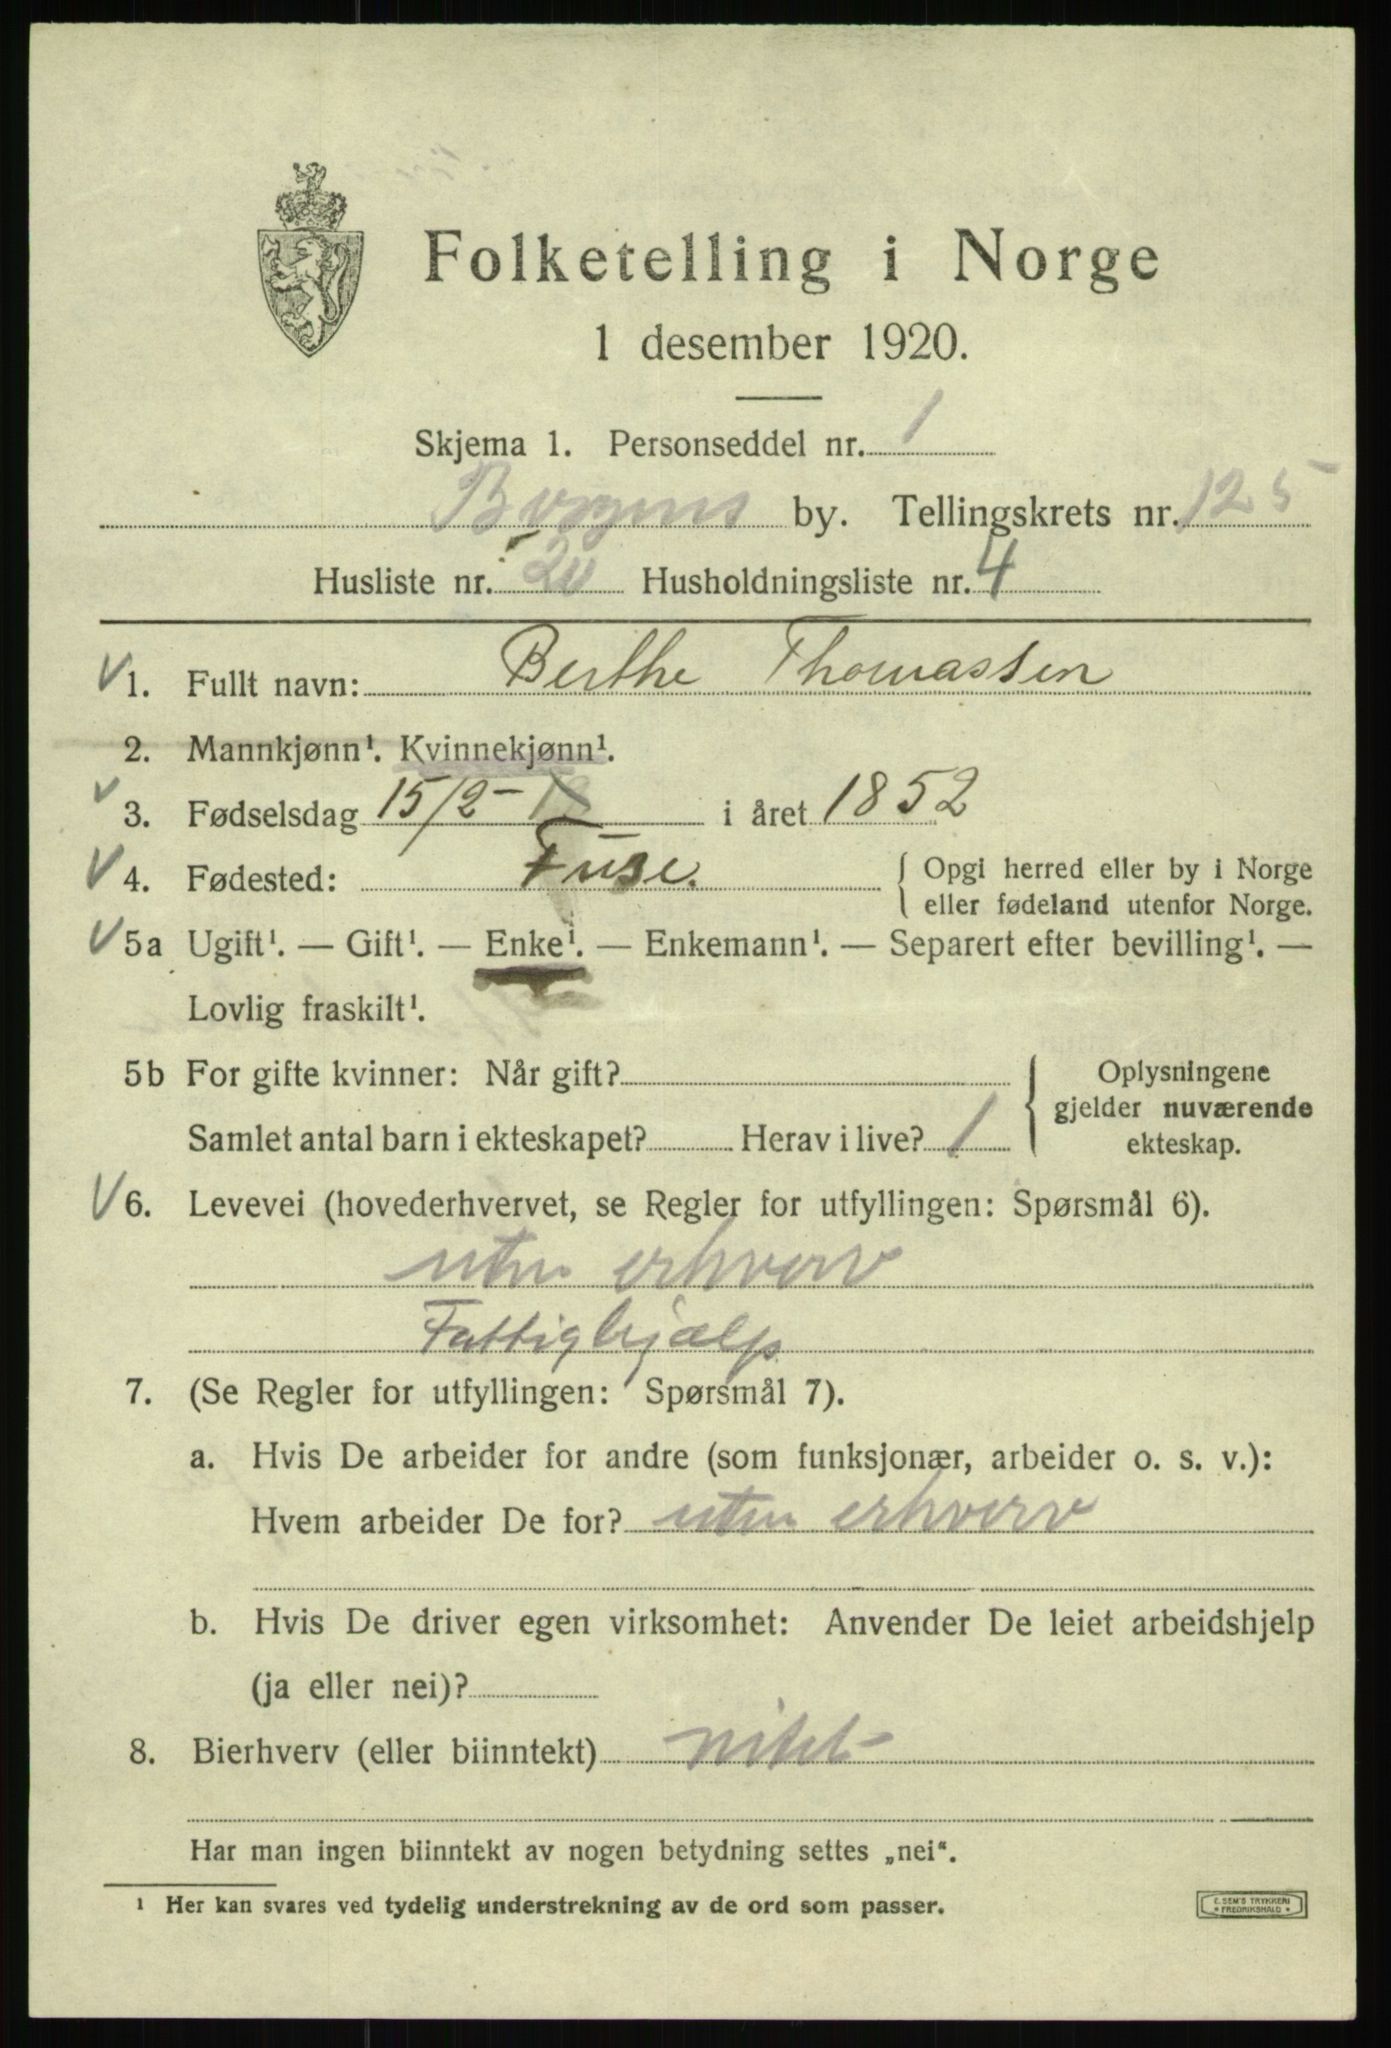 Folketelling i Norge
1 desember 1920.
Skjema 1. Personseddel nr. 1
Bergens by. Tellingskrets nr. 125
Husliste nr. 20 Husholdningsliste nr. 4
V 1. Fullt navn: Berthe Thomassen
2. Mannkjønn¹. Kvinnekjønn¹.
V 3. Fødselsdag 15/2- i året 1852
V 4. Fødested: Fuse. { Opgi herred eller by i Norge
eller fødeland utenfor Norge.
V 5a Ugift¹. — Gift¹. — Enke¹. — Enkemann¹. — Separert efter bevilling¹. —
Lovlig fraskilt¹.
5b For gifte kvinner: Når gift? { Oplysningene
gjelder nuværende
Samlet antal barn i ekteskapet? Herav i live? 1 ekteskap.
V 6. Levevei (hovederhvervet, se Regler for utfyllingen: Spørsmål 6).
uten erhverv
Fattighjælp
7. (Se Regler for utfyllingen: Spørsmål 7).
a. Hvis De arbeider for andre (som funksjonær, arbeider o. s. v.):
Hvem arbeider De for? uten erhverv
b. Hvis De driver egen virksomhet: Anvender De leiet arbeidshjelp
(ja eller nei)?
8. Bierhverv (eller biinntekt) nikt
Har man ingen biinntekt av nogen betydning settes „nei“.
¹ Her kan svares ved tydelig understrekning av de ord som passer.
E. SEM'S TRYKKERI
* FREDRIKSHALD *